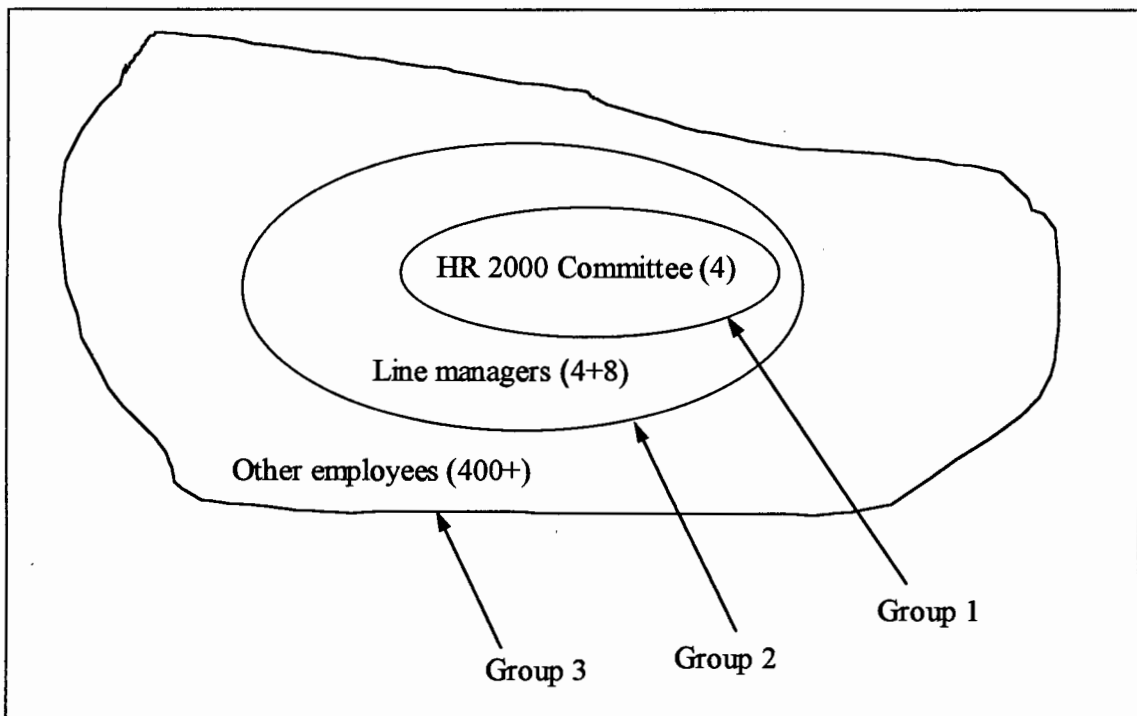 HR 2000 Committee (4)
Line managers (4+8)
Other employees (400+)
Group 1
Group 2
Group 3